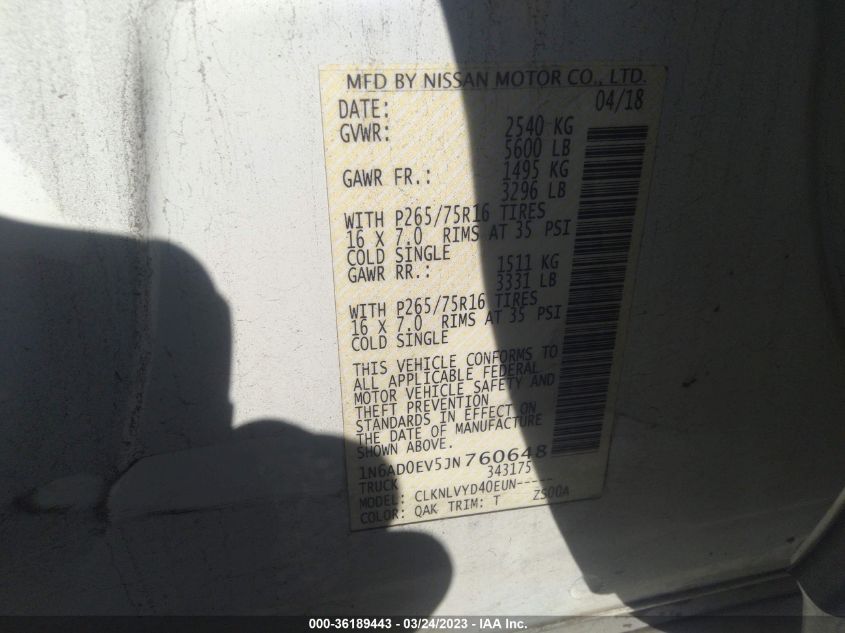 MFD BY NISSAN MOTOR CO., LTD.
DATE: 04/18
GVWR: 2540 KG
5600 LB
GAWR FR.: 1495 KG
3296 LB
WITH P265/75R16 TIRES
16 X 7.0 RIMS AT 35 PSI
COLD SINGLE
GAWR RR.: 1511 KG
3331 LB
WITH P265/75R16 TIRES
16 X 7.0 RIMS AT 35 PSI
COLD SINGLE
THIS VEHICLE CONFORMS TO
ALL APPLICABLE FEDERAL
MOTOR VEHICLE SAFETY AND
THEFT PREVENTION
STANDARDS IN EFFECT ON
THE DATE OF MANUFACTURE
SHOWN ABOVE.
1N6AD0EV5JN760648
TRUCK 343175
MODEL: CLKNLVYD40EUN-----
COLOR: QAK TRIM: T ZS00A
000-36189443 - 03/24/2023 - IAA Inc.